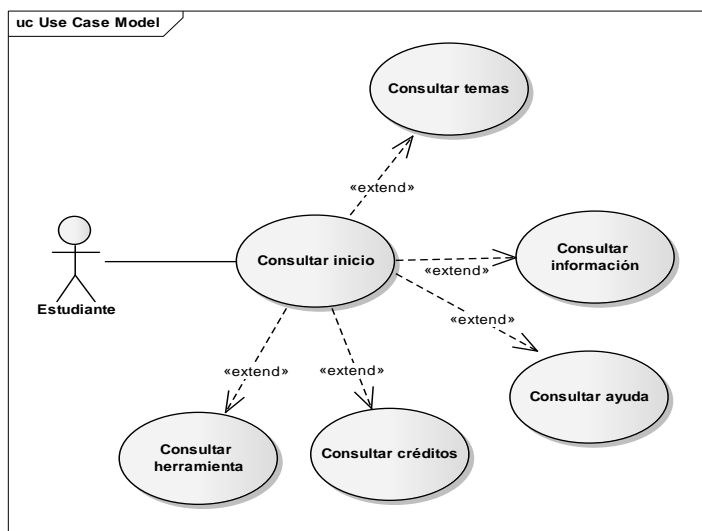 uc Use Case Model
Consultar temas
«extend»
Consultar
información
Consultar inicio
«extend»
Estudiante
«extend»
«extend»
«extend»
Consultar ayuda
Consultar
herramienta
Consultar créditos